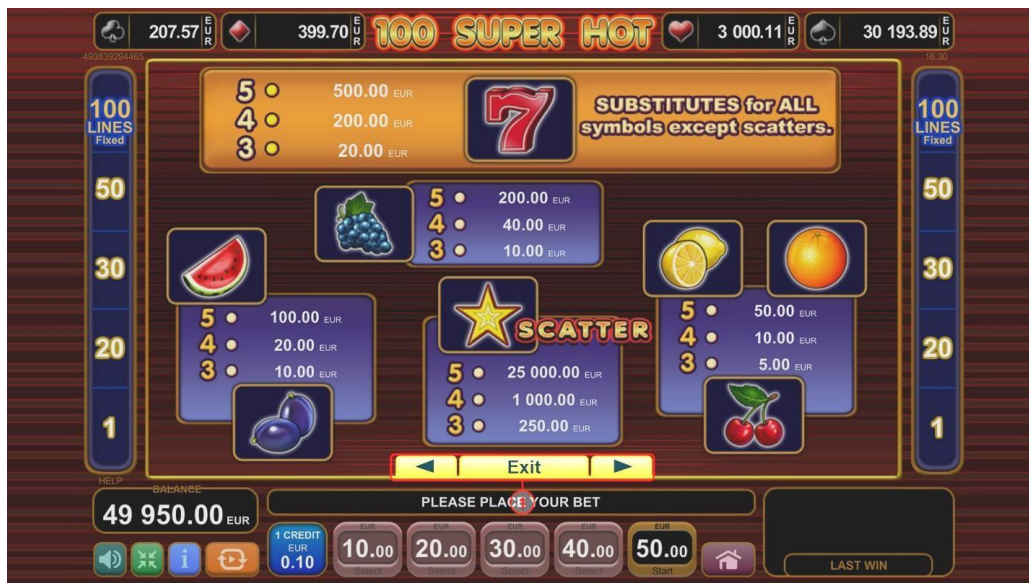 207.57 EUR
399.70 EUR
100 SUPER HOT
3 000.11 EUR
30 193.89 EUR
493839294465
16:30
100
LINES
Fixed
50
30
20
1
5 500.00 EUR
4 200.00 EUR
3 20.00 EUR
7
SUBSTITUTES for ALL
symbols except scatters.
5 200.00 EUR
4 40.00 EUR
3 10.00 EUR
5 100.00 EUR
4 20.00 EUR
3 10.00 EUR
SCATTER
5 25 000.00 EUR
4 1 000.00 EUR
3 250.00 EUR
5 50.00 EUR
4 10.00 EUR
3 5.00 EUR
100
LINES
Fixed
50
30
20
1
Exit
HELP
BALANCE
49 950.00 EUR
PLEASE PLACE YOUR BET
1 CREDIT
EUR
0.10
EUR
10.00
Select
EUR
20.00
Select
EUR
30.00
Select
EUR
40.00
Select
EUR
50.00
Start
LAST WIN